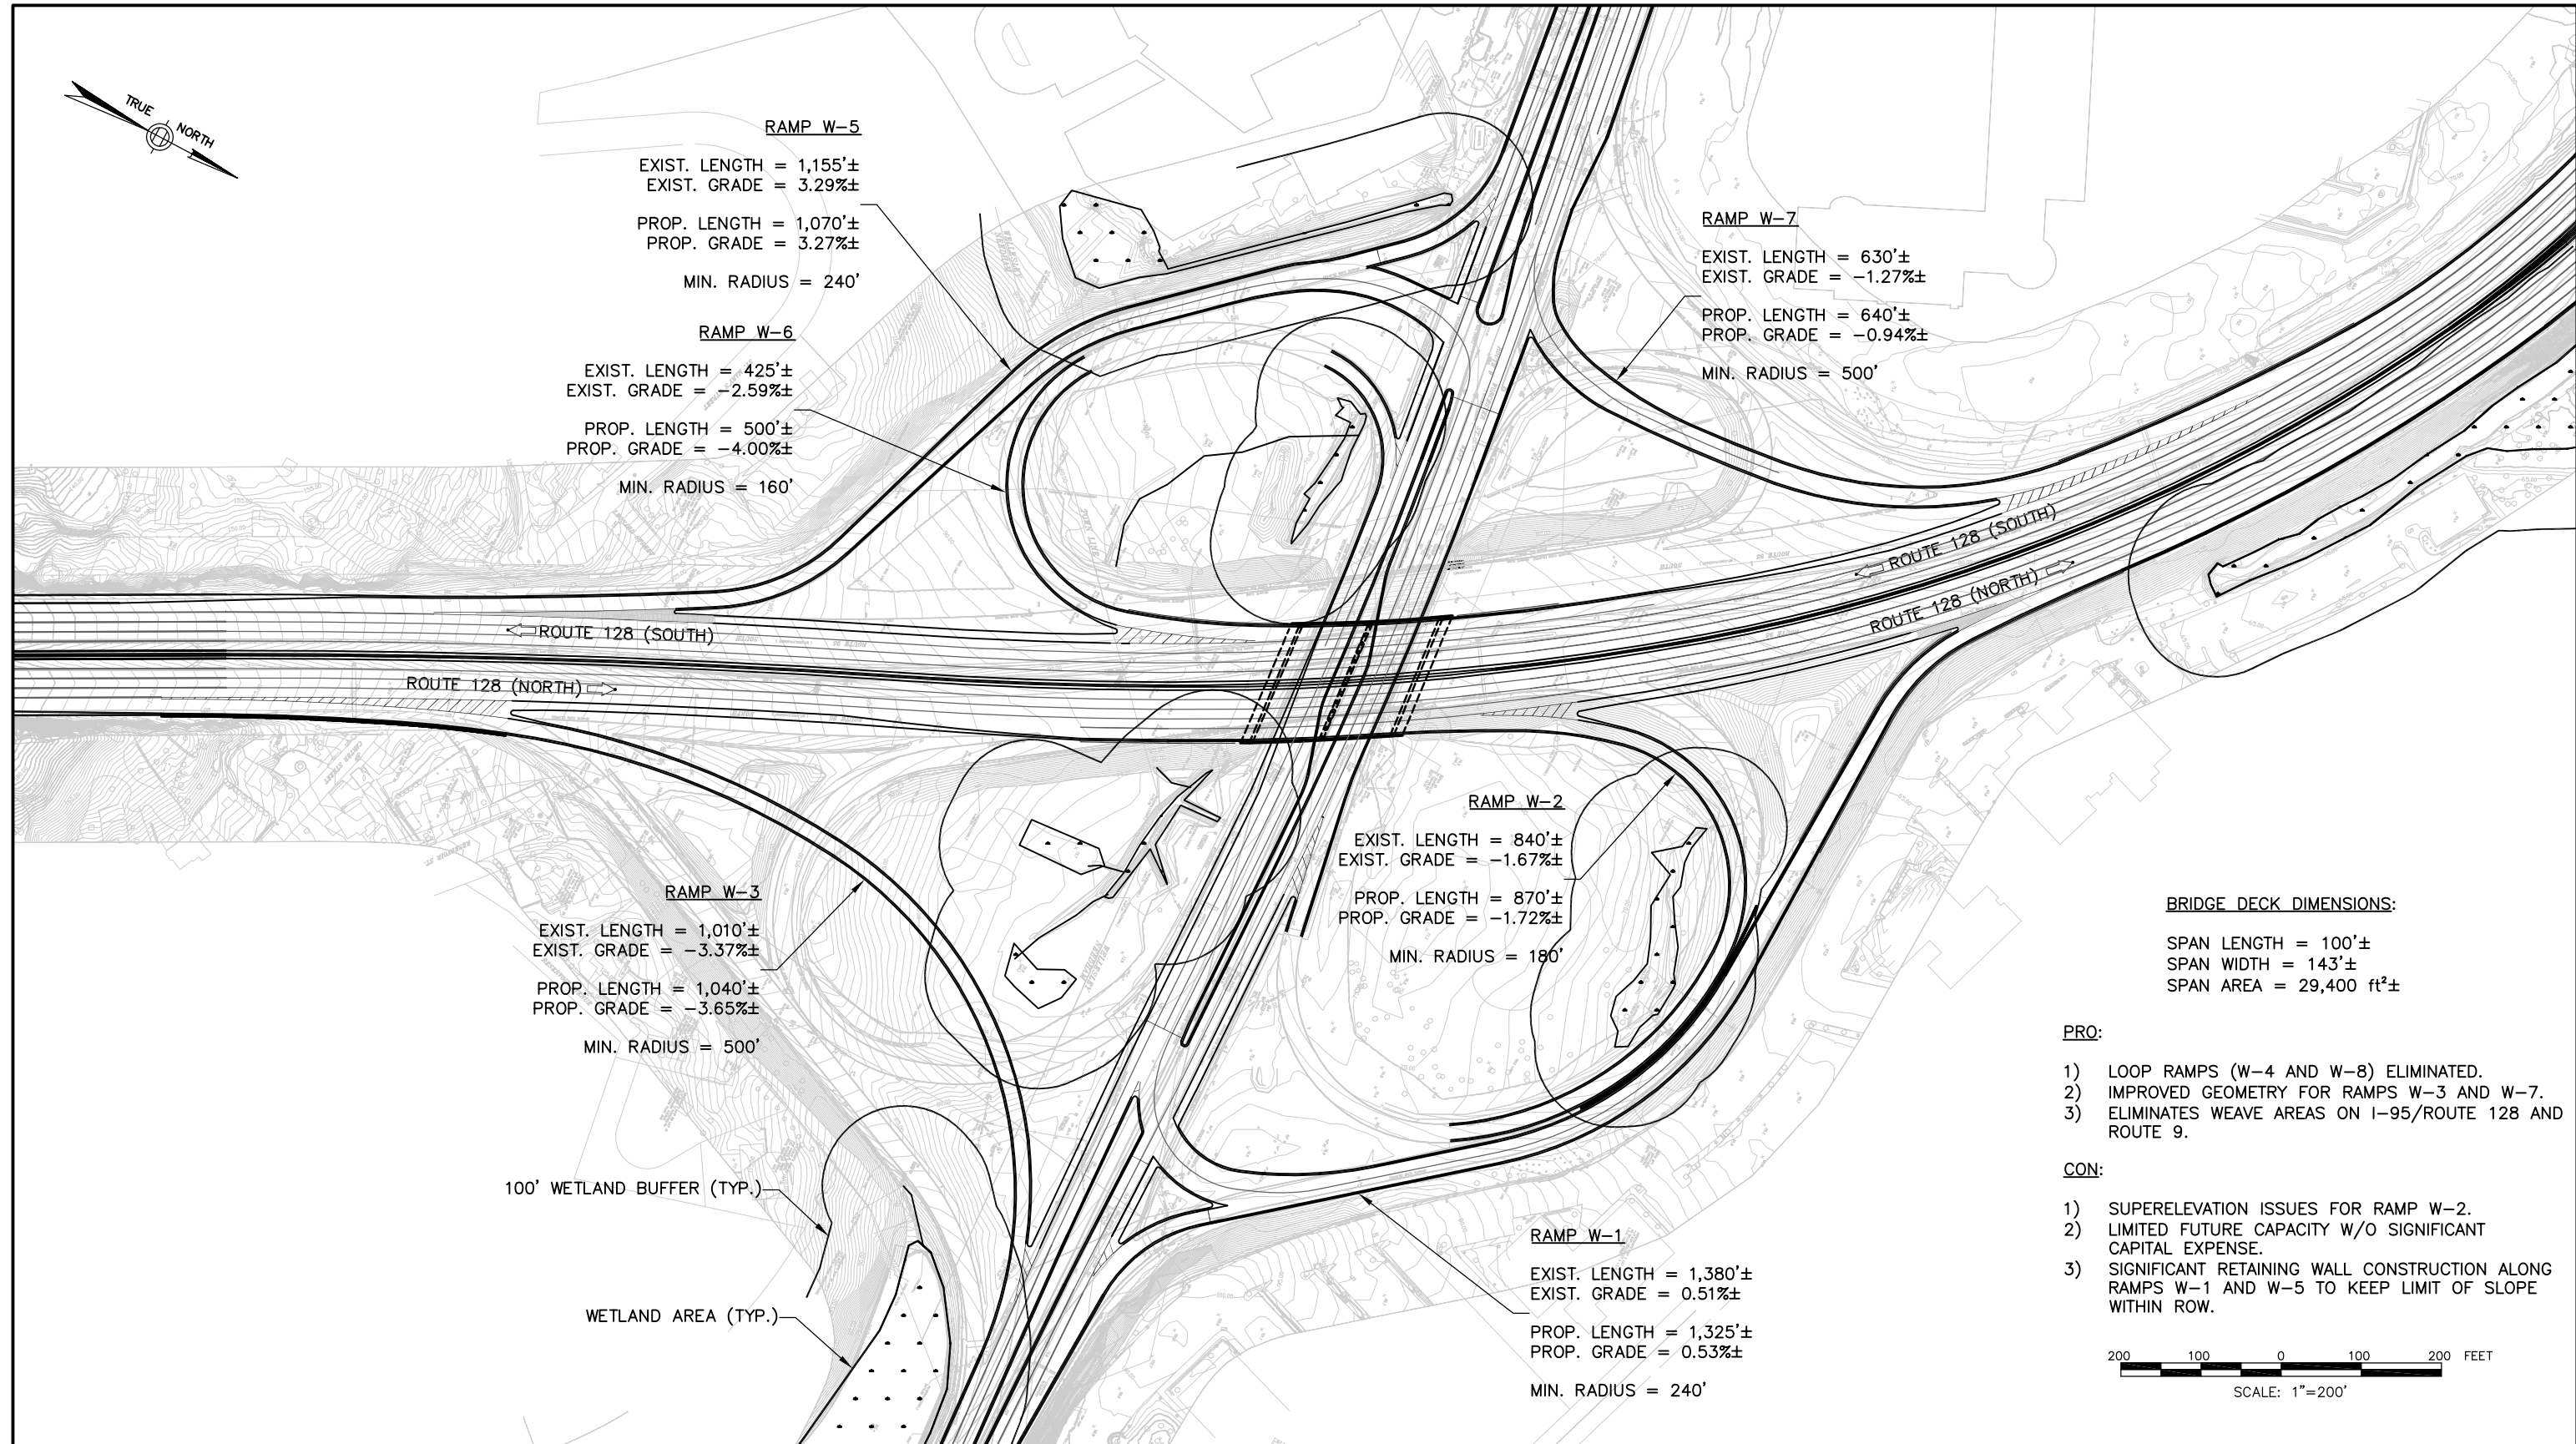 TRUE NORTH
RAMP W-5
EXIST. LENGTH = 1,155'±
EXIST. GRADE = 3.29%±
PROP. LENGTH = 1,070'±
PROP. GRADE = 3.27%±
MIN. RADIUS = 240'
RAMP W-6
EXIST. LENGTH = 425'±
EXIST. GRADE = -2.59%±
PROP. LENGTH = 500'±
PROP. GRADE = -4.00%±
MIN. RADIUS = 160'
RAMP W-7
EXIST. LENGTH = 630'±
EXIST. GRADE = -1.27%±
PROP. LENGTH = 640'±
PROP. GRADE = -0.94%±
MIN. RADIUS = 500'
ROUTE 128 (SOUTH)
ROUTE 128 (NORTH)
ROUTE 128 (SOUTH)
ROUTE 128 (NORTH)
RAMP W-2
EXIST. LENGTH = 840'±
EXIST. GRADE = -1.67%±
PROP. LENGTH = 870'±
PROP. GRADE = -1.72%±
MIN. RADIUS = 180'
RAMP W-3
EXIST. LENGTH = 1,010'±
EXIST. GRADE = -3.37%±
PROP. LENGTH = 1,040'±
PROP. GRADE = -3.65%±
MIN. RADIUS = 500'
100' WETLAND BUFFER (TYP.)
WETLAND AREA (TYP.)
RAMP W-1
EXIST. LENGTH = 1,380'±
EXIST. GRADE = 0.51%±
PROP. LENGTH = 1,325'±
PROP. GRADE = 0.53%±
MIN. RADIUS = 240'
BRIDGE DECK DIMENSIONS:
SPAN LENGTH = 100'±
SPAN WIDTH = 143'±
SPAN AREA = 29,400 ft²±
PRO:
1) LOOP RAMPS (W-4 AND W-8) ELIMINATED.
2) IMPROVED GEOMETRY FOR RAMPS W-3 AND W-7.
3) ELIMINATES WEAVE AREAS ON I-95/ROUTE 128 AND
ROUTE 9.
CON:
1) SUPERELEVATION ISSUES FOR RAMP W-2.
2) LIMITED FUTURE CAPACITY W/O SIGNIFICANT
CAPITAL EXPENSE.
3) SIGNIFICANT RETAINING WALL CONSTRUCTION ALONG
RAMPS W-1 AND W-5 TO KEEP LIMIT OF SLOPE
WITHIN ROW.
200 100 0 100 200 FEET
SCALE: 1"=200'